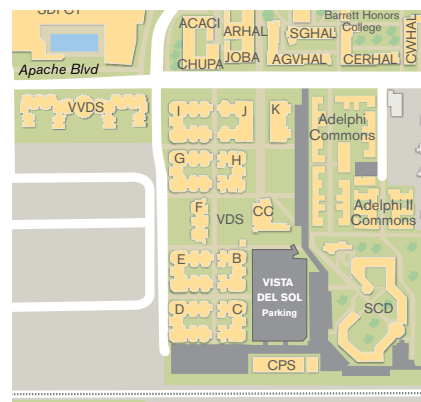 SDFCT
ACACI
ARHAL
Barrett Honors
College
SGHAL
CWHAL
Apache Blvd
CHUPA
JOBA
AGVHAL
CERHAL
VVDS
I
J
K
Adelphi
Commons
G
H
F
VDS
CC
Adelphi II
Commons
E
B
VISTA
DEL SOL
Parking
D
C
SCD
CPS